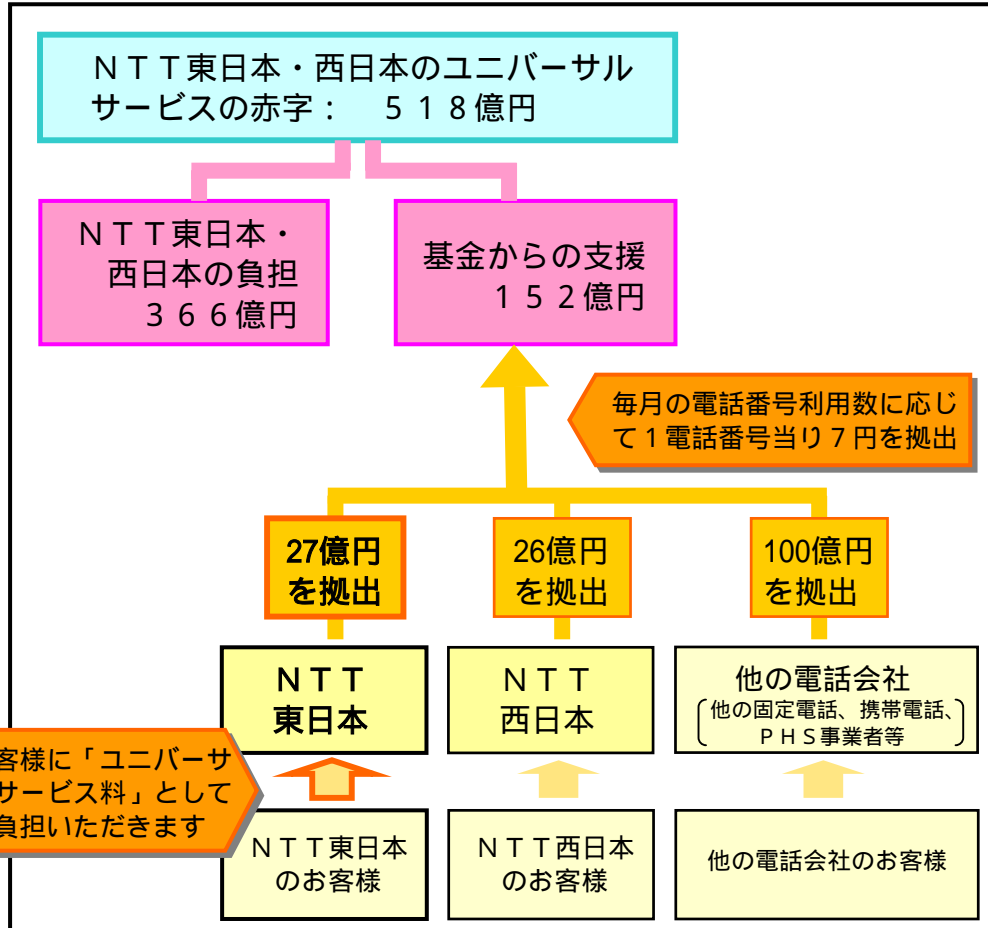 ＮＴＴ東日本・西日本のユニバーサル
サービスの赤字：　５１８億円
ＮＴＴ東日本・
西日本の負担
３６６億円
基金からの支援
１５２億円
毎月の電話番号利用数に応じ
て１電話番号当り７円を拠出
27億円
を拠出
26億円
を拠出
100億円
を拠出
ＮＴＴ
東日本
ＮＴＴ
西日本
他の電話会社
（他の固定電話、携帯電話、
ＰＨＳ事業者等）
客様に「ユニバーサ
サービス料」として
負担いただきます
ＮＴＴ東日本
のお客様
ＮＴＴ西日本
のお客様
他の電話会社のお客様